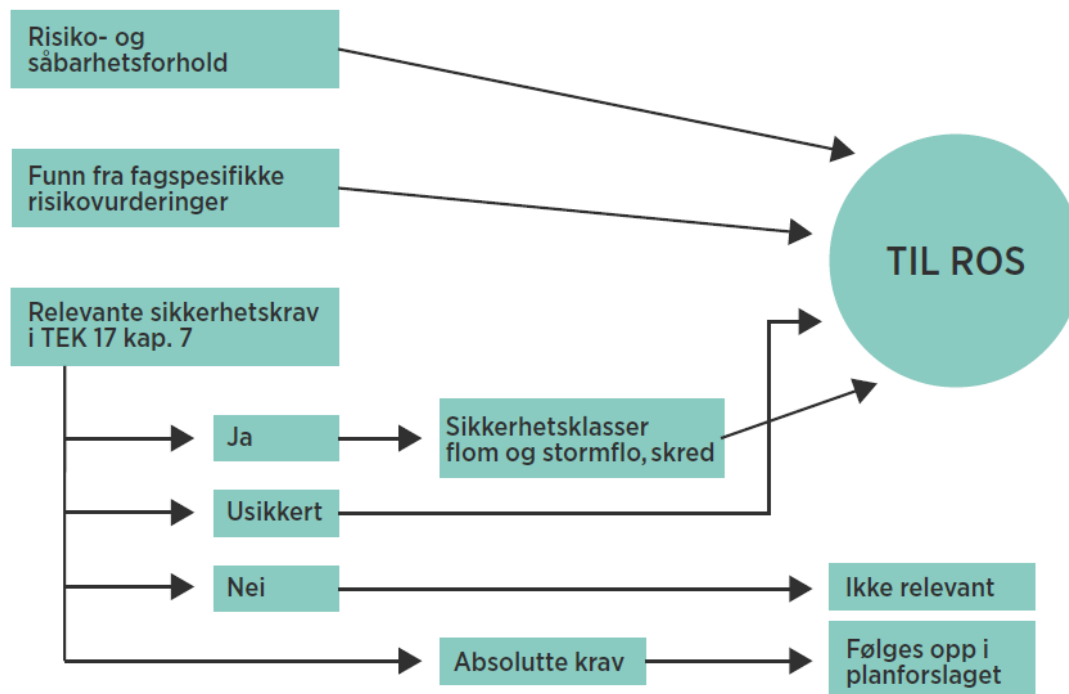 Risiko- og
såbarhetsforhold
Funn fra fagspesifikke
risikovurderinger
TIL ROS
Relevante sikkerhetskrav
i TEK 17 kap. 7
Ja
Sikkerhetsklasser
flom og stormflo, skred
Usikkert
Nei
Ikke relevant
Absolutte krav
Følges opp i
planforslaget